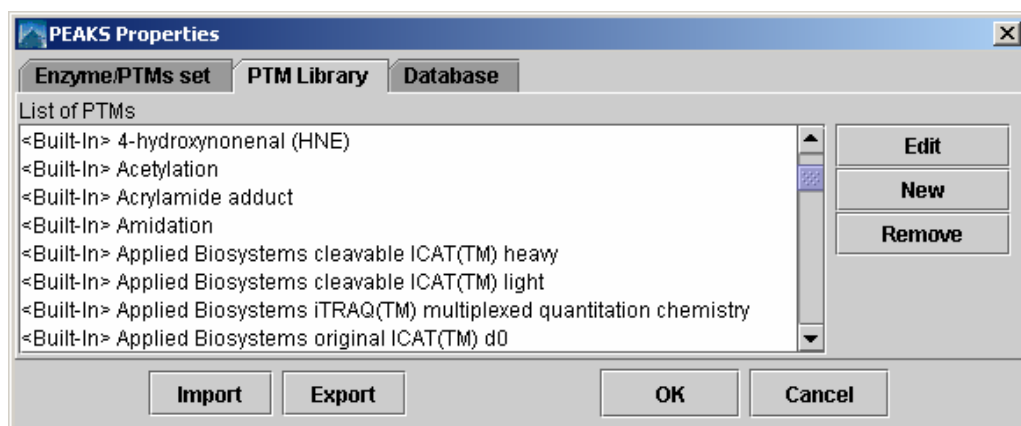 PEAKS Properties
Enzyme/PTMs set PTM Library Database
List of PTMs
<Built-In> 4-hydroxynonenal (HNE)
<Built-In> Acetylation
<Built-In> Acrylamide adduct
<Built-In> Amidation
<Built-In> Applied Biosystems cleavable ICAT(TM) heavy
<Built-In> Applied Biosystems cleavable ICAT(TM) light
<Built-In> Applied Biosystems iTRAQ(TM) multiplexed quantitation chemistry
<Built-In> Applied Biosystems original ICAT(TM) d0
Edit
New
Remove
Import Export OK Cancel